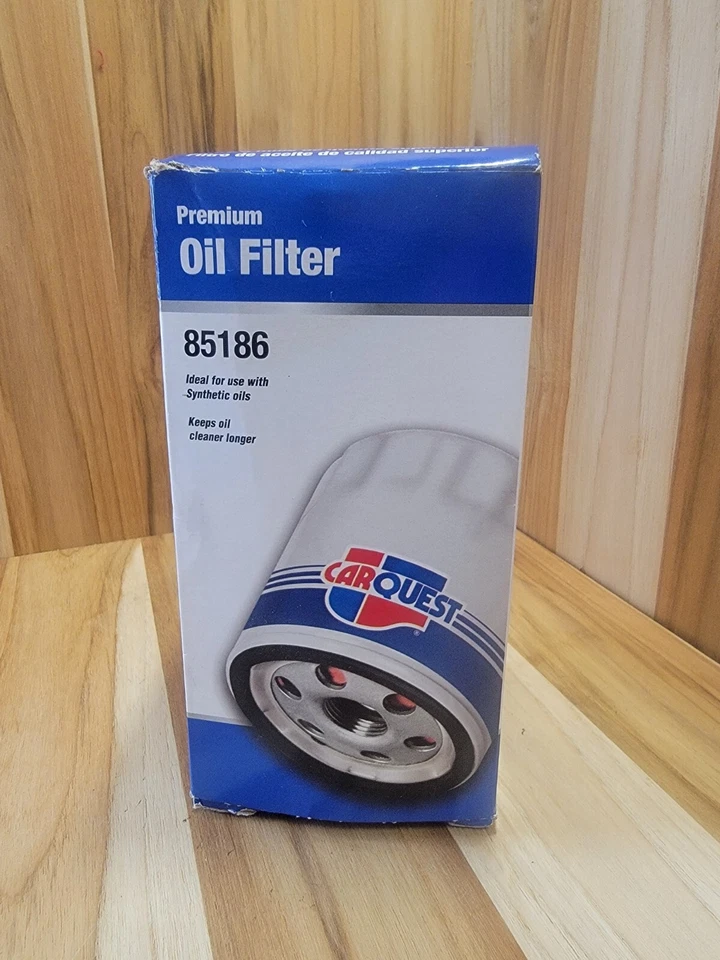 de aceite de calidad superior
Premium
Oil Filter
85186
Ideal for use with
Synthetic oils
Keeps oil
cleaner longer
CARQUEST
®